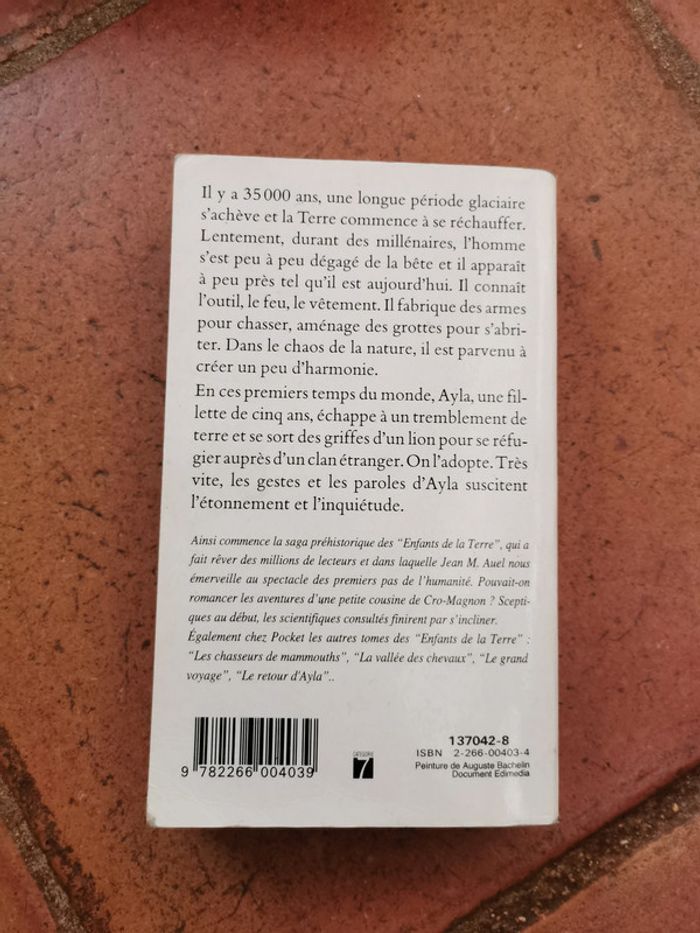 Il y a 35 000 ans, une longue période glaciaire
s'achève et la Terre commence à se réchauffer.
Lentement, durant des millénaires, l'homme
s'est peu à peu dégagé de la bête et il apparaît
à peu près tel qu'il est aujourd'hui. Il connaît
l'outil, le feu, le vêtement. Il fabrique des armes
pour chasser, aménage des grottes pour s'abri-
ter. Dans le chaos de la nature, il est parvenu à
créer un peu d'harmonie.
En ces premiers temps du monde, Ayla, une fil-
lette de cinq ans, échappe à un tremblement de
terre et se sort des griffes d'un lion pour se réfu-
gier auprès d'un clan étranger. On l'adopte. Très
vite, les gestes et les paroles d'Ayla suscitent
l'étonnement et l'inquiétude.
Ainsi commence la saga préhistorique des "Enfants de la Terre", qui a
fait rêver des millions de lecteurs et dans laquelle Jean M. Auel nous
émerveille au spectacle des premiers pas de l'humanité. Pouvait-on
romancer les aventures d'une petite cousine de Cro-Magnon ? Scepti-
ques au début, les scientifiques consultés finirent par s'incliner.
Également chez Pocket les autres tomes des "Enfants de la Terre" :
"Les chasseurs de mammouths", "La vallée des chevaux", "Le grand
voyage", "Le retour d'Ayla"..
137042-8
ISBN 2-266-00403-4
Peinture de Auguste Bachelin
Document Edimedia
CATÉGORIE
7
9 782266 004039